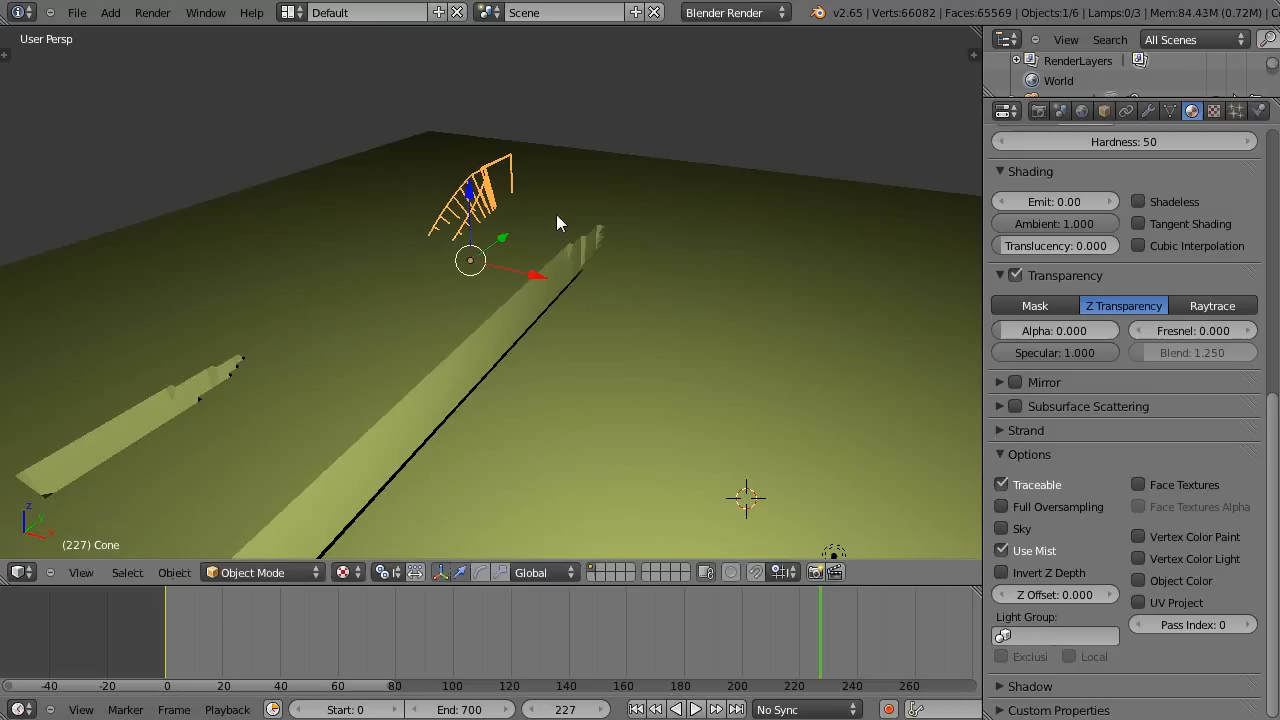 File Add Render Window Help Default Scene Blender Render v2.65 | Verts:66082 | Faces:65569 | Objects:1/6 | Lamps:0/3 | Mem:84.43M (0.72M)
User Persp
View Search All Scenes
RenderLayers
World
Hardness: 50
Shading
Emit: 0.00 Shadeless
Ambient: 1.000 Tangent Shading
Translucency: 0.000 Cubic Interpolation
Transparency
Mask Z Transparency Raytrace
Alpha: 0.000 Fresnel: 0.000
Specular: 1.000 Blend: 1.250
Mirror
Subsurface Scattering
Strand
Options
Traceable Face Textures
Full Oversampling Face Textures Alpha
Sky
Use Mist Vertex Color Paint
Invert Z Depth Vertex Color Light
Z Offset: 0.000 Object Color
Light Group: UV Project
Pass Index: 0
Exclusi Local
Shadow
Custom Properties
z
y
x
(227) Cone
View Select Object Object Mode Global
-40 -20 0 20 40 60 80 100 120 140 160 180 200 220 240 260
View Marker Frame Playback Start: 0 End: 700 227 No Sync